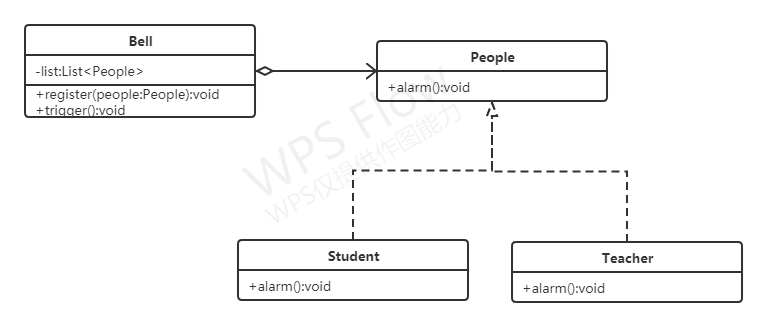 Bell
-list:List<People>
+register(people:People):void
+trigger():void
People
+alarm():void
WPS Flow
WPS仅提供作图能力
Student
+alarm():void
Teacher
+alarm():void